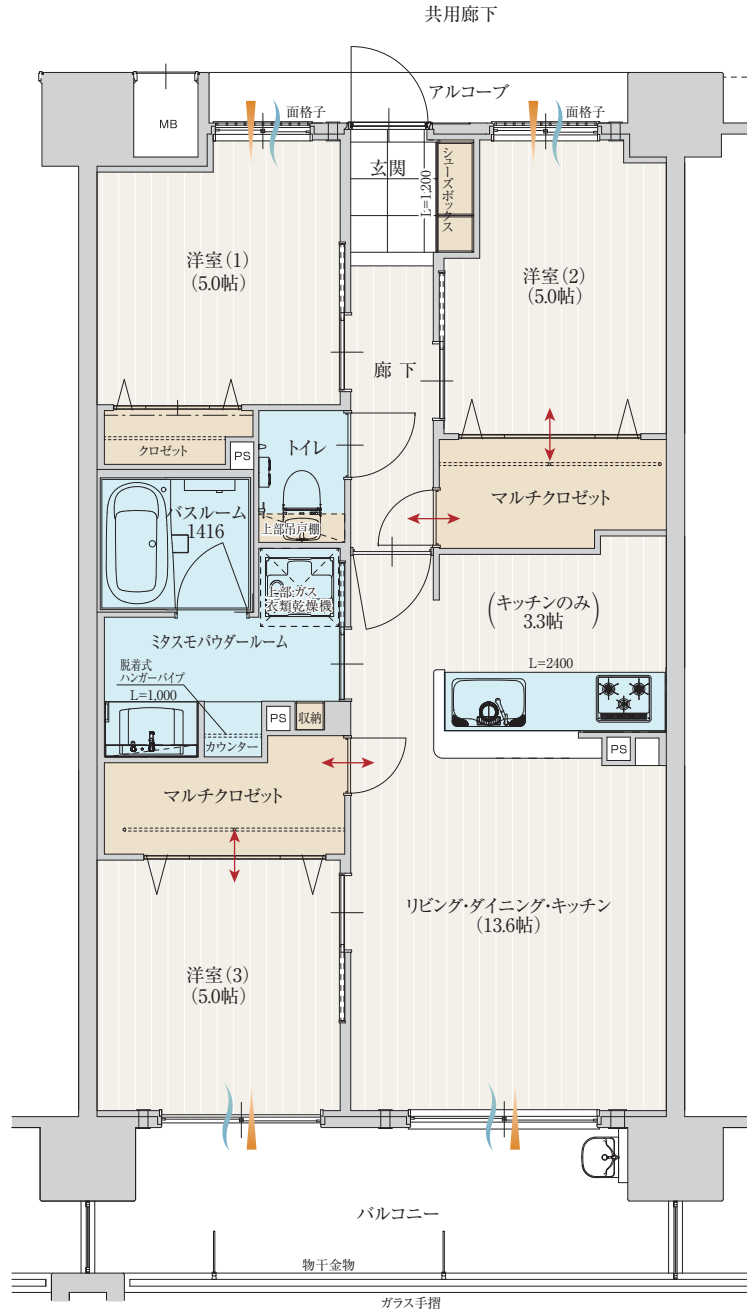 共用廊下
アルコーブ
MB
面格子
面格子
玄関
シューズボックス
L=1,200
洋室(1)
(5.0帖)
洋室(2)
(5.0帖)
廊下
クロゼット
PS
トイレ
上部吊戸棚
マルチクロゼット
バスルーム
1416
上部:ガス
衣類乾燥機
(キッチンのみ)
3.3帖
ミタスモパウダールーム
脱着式
ハンガーパイプ
L=1,000
L=2400
PS
収納
カウンター
PS
マルチクロゼット
リビング・ダイニング・キッチン
(13.6帖)
洋室(3)
(5.0帖)
バルコニー
物干金物
ガラス手摺